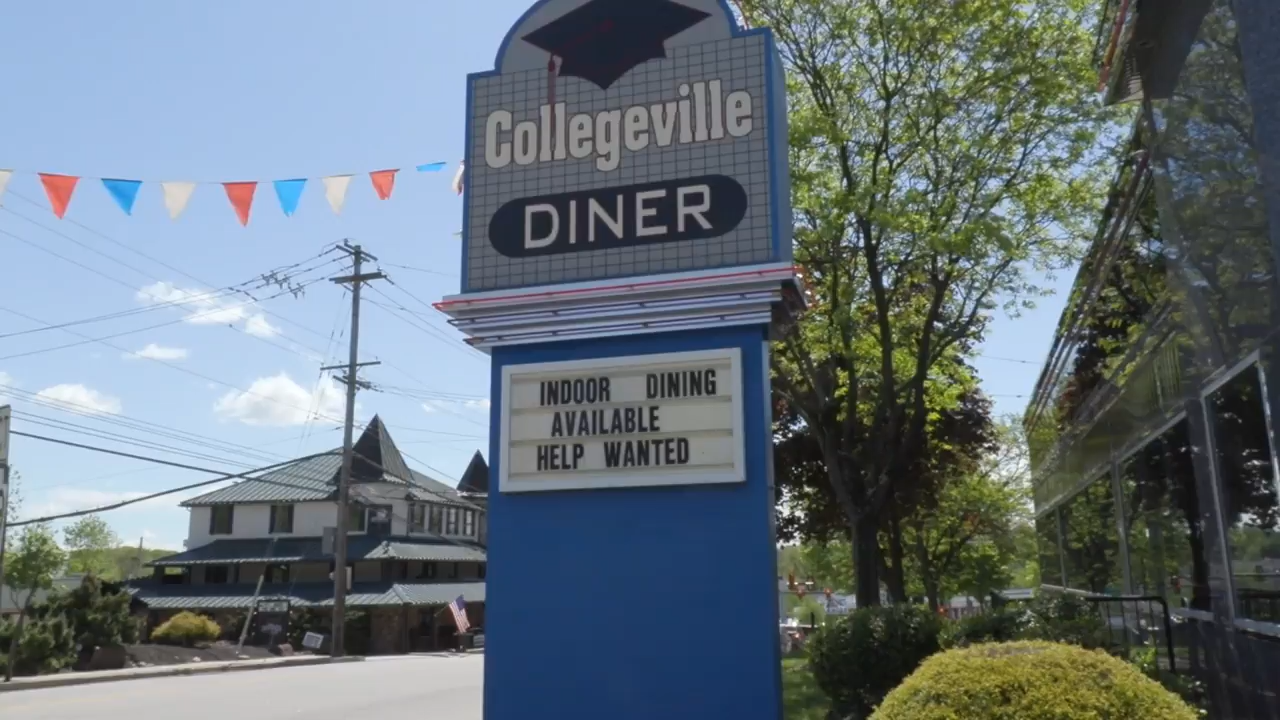 Collegeville
DINER
INDOOR DINING
AVAILABLE
HELP WANTED